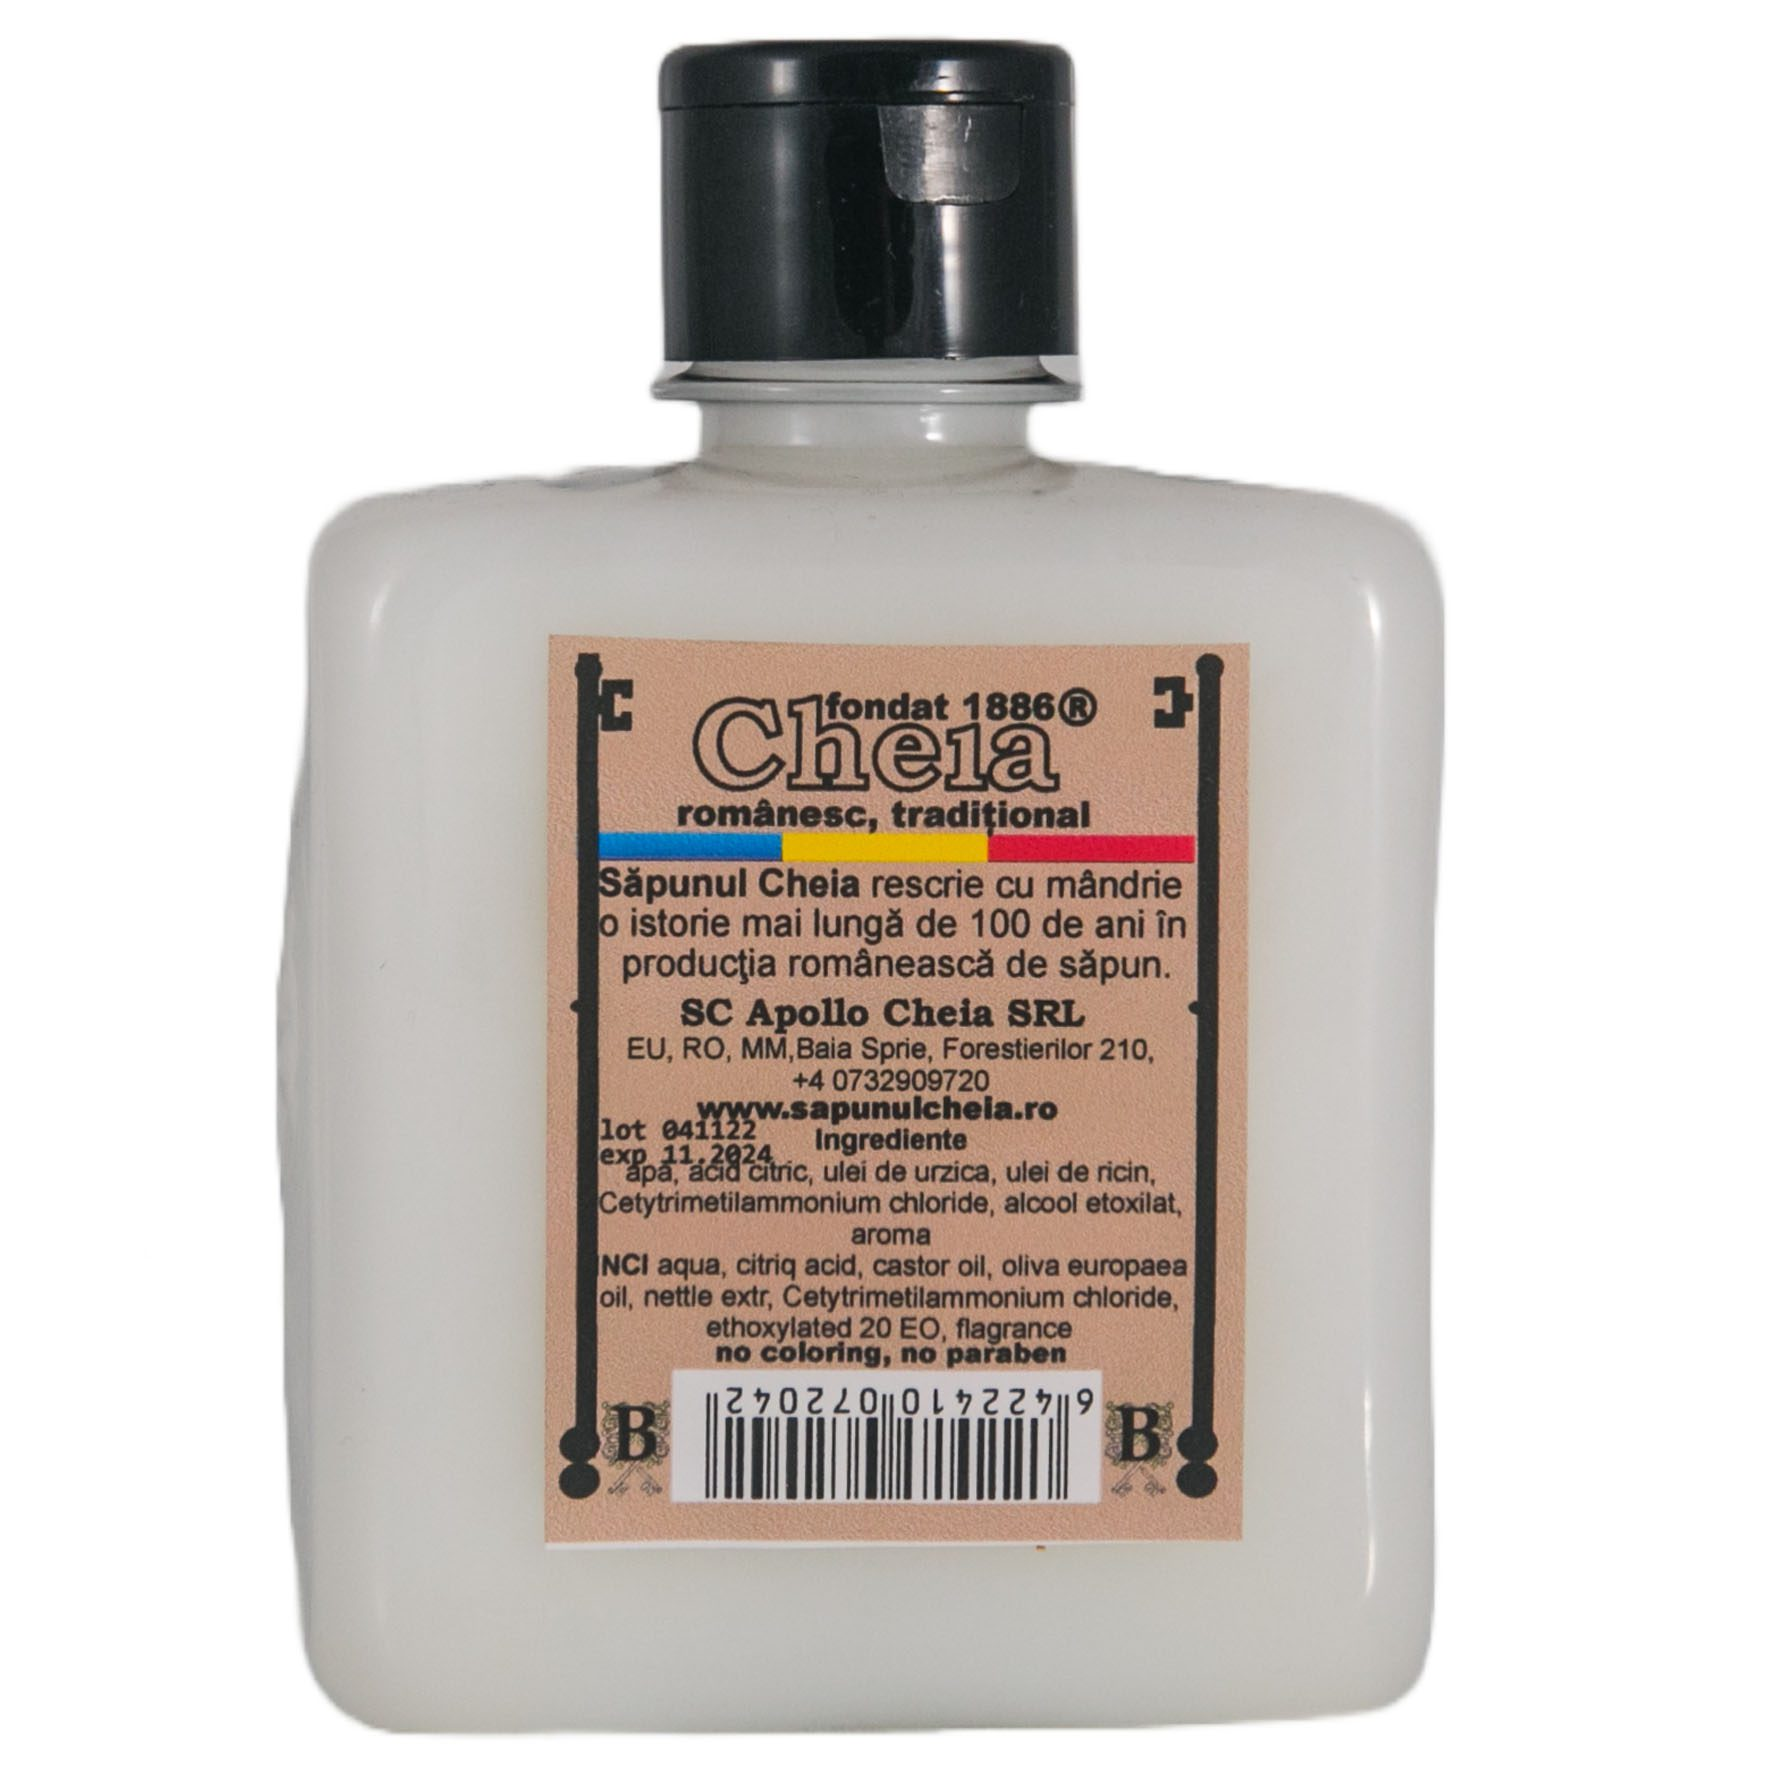 fondat 1886®
Cheia
românesc, tradițional
Săpunul Cheia rescrie cu mândrie
o istorie mai lungă de 100 de ani în
producţia românească de săpun.
SC Apollo Cheia SRL
EU, RO, MM,Baia Sprie, Forestierilor 210,
+4 0732909720
www.sapunulcheia.ro
lot 041122
Ingrediente
exp 11.2024
apa, acid citric, ulei de urzica, ulei de ricin,
Cetytrimetilammonium chloride, alcool etoxilat,
aroma
INCI aqua, citriq acid, castor oil, oliva europaea
oil, nettle extr, Cetytrimetilammonium chloride,
ethoxylated 20 EO, flagrance
no coloring, no paraben
6 422410 072042
B B